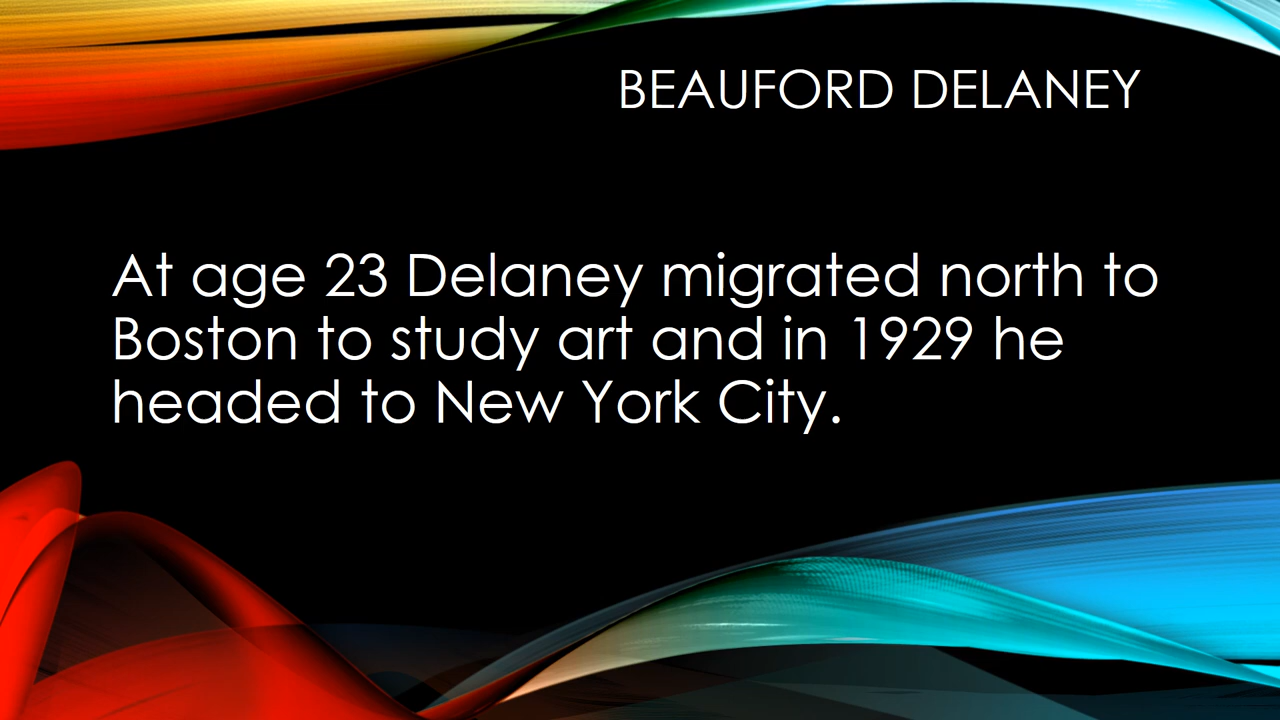 BEAUFORD DELANEY
At age 23 Delaney migrated north to
Boston to study art and in 1929 he
headed to New York City.